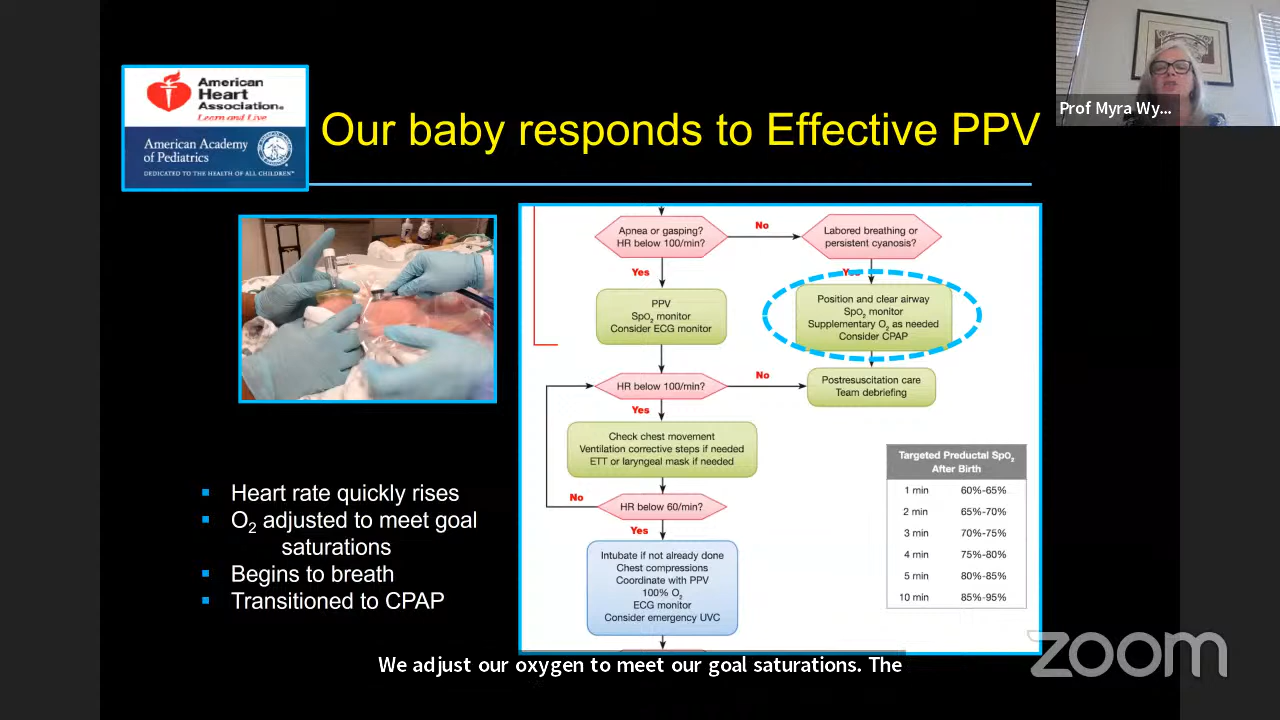 American
Heart
Association®
Learn and Live
American Academy
of Pediatrics
DEDICATED TO THE HEALTH OF ALL CHILDREN™
Our baby responds to Effective PPV
Prof Myra Wy...
Apnea or gasping?
HR below 100/min?
No
Labored breathing or
persistent cyanosis?
Yes
Yes
PPV
SpO₂ monitor
Consider ECG monitor
Position and clear airway
SpO₂ monitor
Supplementary O₂ as needed
Consider CPAP
HR below 100/min?
No
Postresuscitation care
Team debriefing
Yes
Check chest movement
Ventilation corrective steps if needed
ETT or laryngeal mask if needed
No
HR below 60/min?
Yes
Intubate if not already done
Chest compressions
Coordinate with PPV
100% O₂
ECG monitor
Consider emergency UVC
Targeted Preductal SpO₂
After Birth
1 min 60%-65%
2 min 65%-70%
3 min 70%-75%
4 min 75%-80%
5 min 80%-85%
10 min 85%-95%
▪ Heart rate quickly rises
▪ O₂ adjusted to meet goal
saturations
▪ Begins to breath
▪ Transitioned to CPAP
We adjust our oxygen to meet our goal saturations. The
zoom